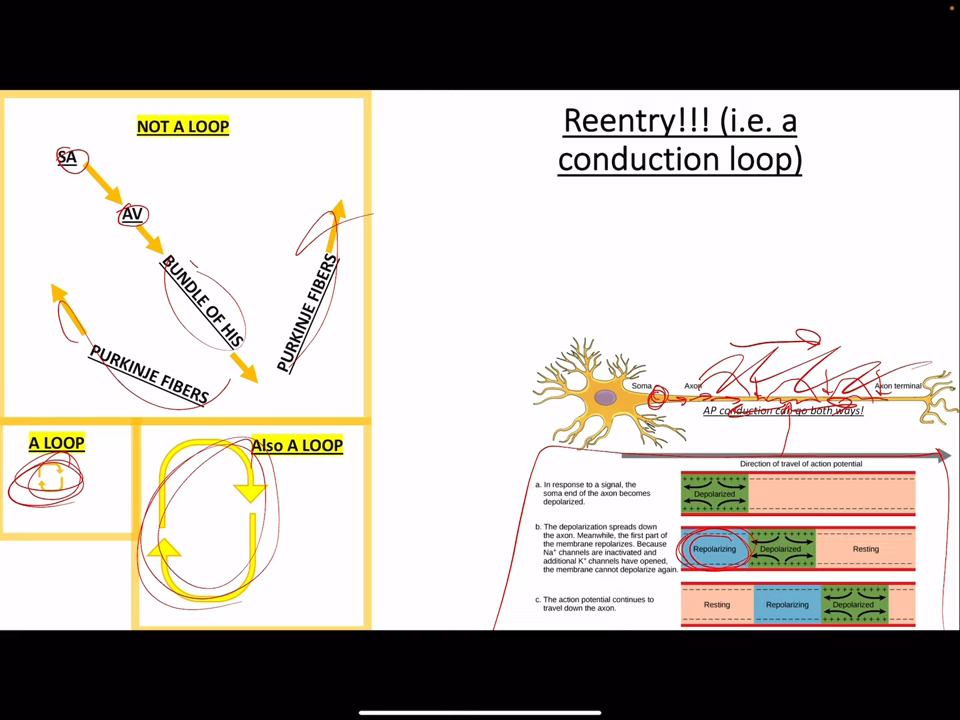 NOT A LOOP
SA
AV
BUNDLE OF HIS
PURKINJE FIBERS
PURKINJE FIBERS
A LOOP
Also A LOOP
Reentry!!! (i.e. a
conduction loop)
Soma
Axon
Axon terminal
AP conduction can go both ways!
Direction of travel of action potential
a. In response to a signal, the
soma end of the axon becomes
depolarized.
+ + + + + + +
Depolarized
+ + + + + + +
b. The depolarization spreads down
the axon. Meanwhile, the first part of
the membrane repolarizes. Because
Na⁺ channels are inactivated and
additional K⁺ channels have opened,
the membrane cannot depolarize again.
Repolarizing
Depolarized
Resting
c. The action potential continues to
travel down the axon.
Resting
Repolarizing
Depolarized